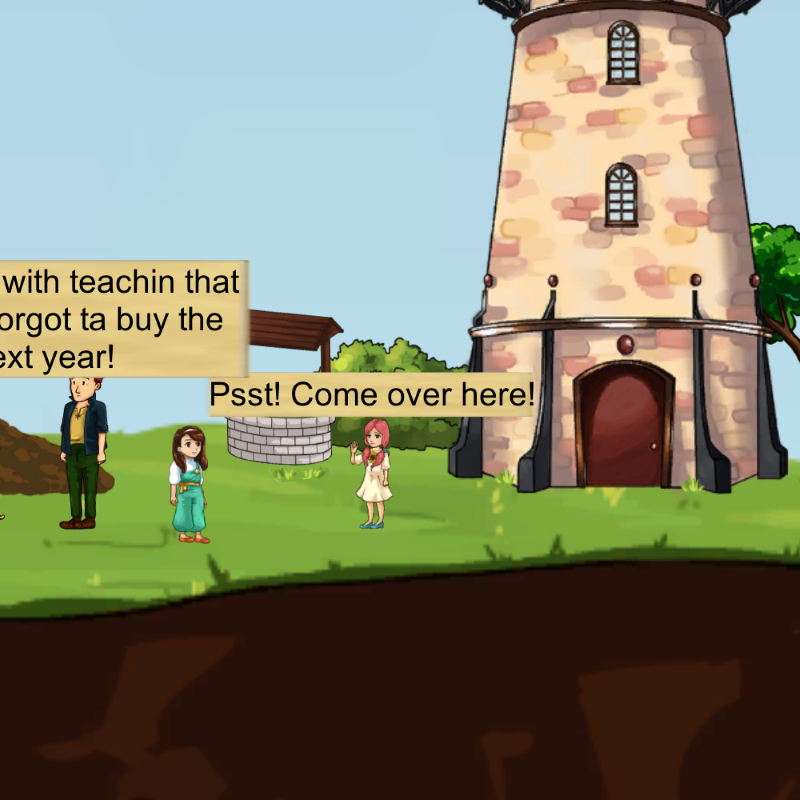 with teachin that
orgot ta buy the
ext year!
Psst! Come over here!